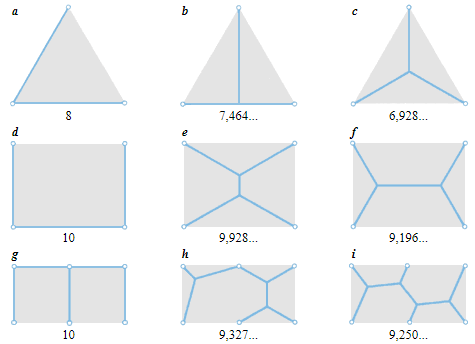 a b c
8 7,464... 6,928...
d e f
10 9,928... 9,196...
g h i
10 9,327... 9,250...